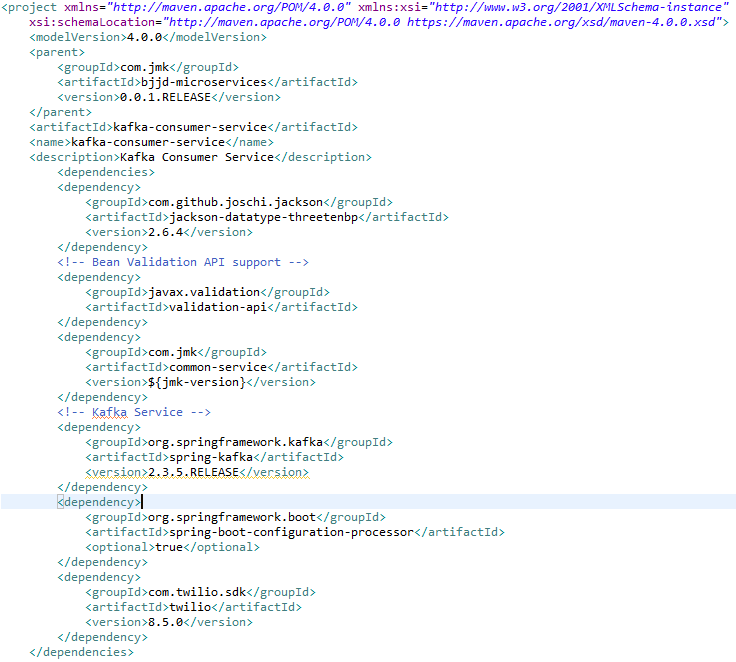 <project xmlns="http://maven.apache.org/POM/4.0.0" xmlns:xsi="http://www.w3.org/2001/XMLSchema-instance"
xsi:schemaLocation="http://maven.apache.org/POM/4.0.0 https://maven.apache.org/xsd/maven-4.0.0.xsd">
<modelVersion>4.0.0</modelVersion>
<parent>
<groupId>com.jmk</groupId>
<artifactId>bjjd-microservices</artifactId>
<version>0.0.1.RELEASE</version>
</parent>
<artifactId>kafka-consumer-service</artifactId>
<name>kafka-consumer-service</name>
<description>Kafka Consumer Service</description>
<dependencies>
<dependency>
<groupId>com.github.joschi.jackson</groupId>
<artifactId>jackson-datatype-threetenbp</artifactId>
<version>2.6.4</version>
</dependency>
<!-- Bean Validation API support -->
<dependency>
<groupId>javax.validation</groupId>
<artifactId>validation-api</artifactId>
</dependency>
<dependency>
<groupId>com.jmk</groupId>
<artifactId>common-service</artifactId>
<version>${jmk-version}</version>
</dependency>
<!-- Kafka Service -->
<dependency>
<groupId>org.springframework.kafka</groupId>
<artifactId>spring-kafka</artifactId>
<version>2.3.5.RELEASE</version>
</dependency>
<dependency>
<groupId>org.springframework.boot</groupId>
<artifactId>spring-boot-configuration-processor</artifactId>
<optional>true</optional>
</dependency>
<dependency>
<groupId>com.twilio.sdk</groupId>
<artifactId>twilio</artifactId>
<version>8.5.0</version>
</dependency>
</dependencies>